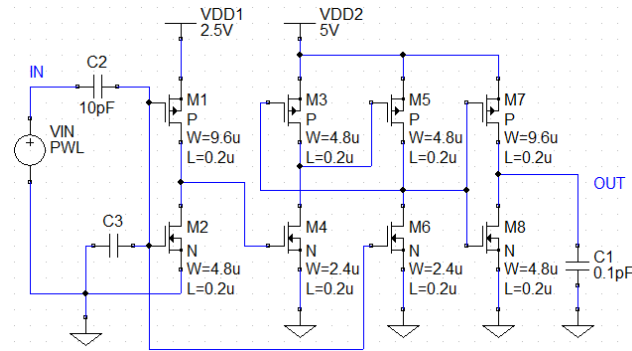 VDD1
2.5V
VDD2
5V
IN
C2
10pF
VIN
PWL
M1
P
W=9.6u
L=0.2u
M3
P
W=4.8u
L=0.2u
M5
P
W=4.8u
L=0.2u
M7
P
W=9.6u
L=0.2u
C3
M2
N
W=4.8u
L=0.2u
M4
N
W=2.4u
L=0.2u
M6
N
W=2.4u
L=0.2u
M8
N
W=4.8u
L=0.2u
OUT
C1
0.1pF